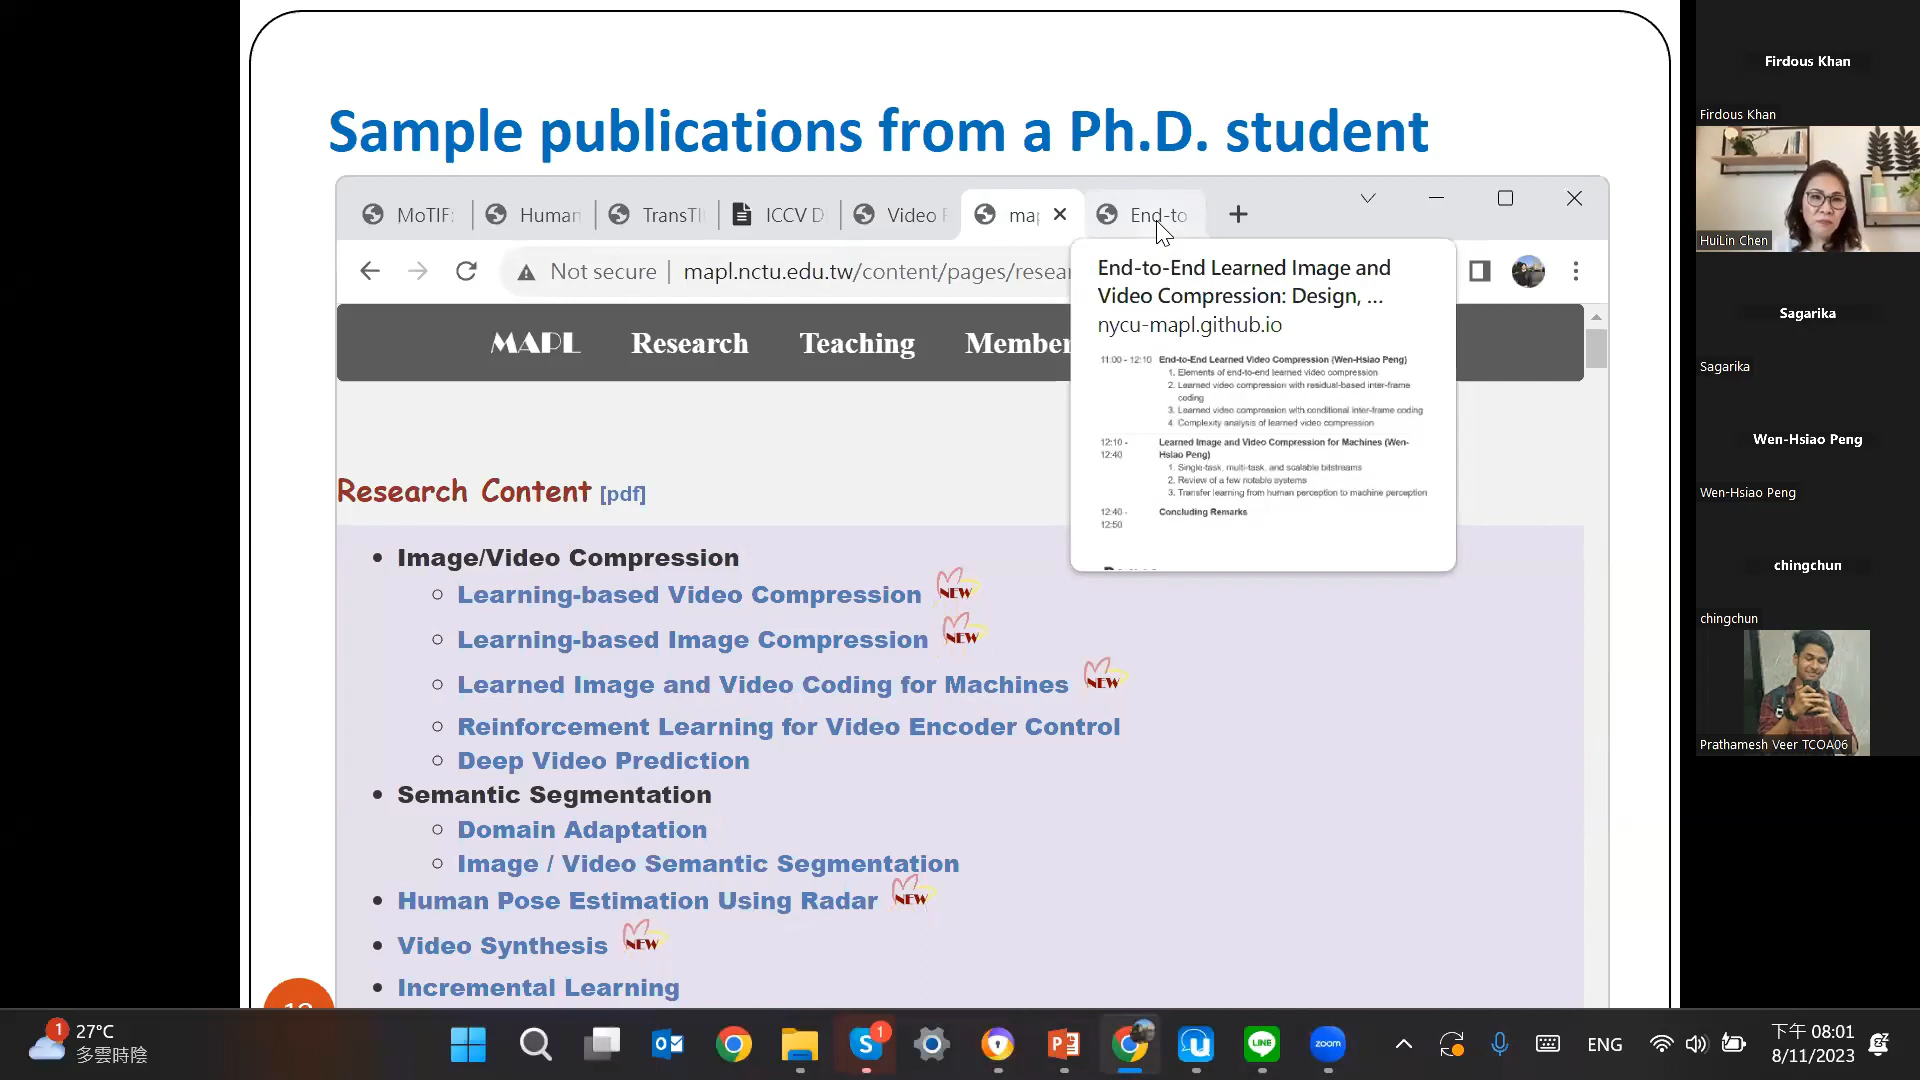 Sample publications from a Ph.D. student
MoTIF:
Human
TransTI
ICCV D
Video F
map
End-to
Not secure | mapl.nctu.edu.tw/content/pages/resear
End-to-End Learned Image and
Video Compression: Design, ...
nycu-mapl.github.io
11:00 - 12:10 End-to-End Learned Video Compression (Wen-Hsiao Peng)
1. Elements of end-to-end learned video compression
2. Learned video compression with residual-based inter-frame
coding
3. Learned video compression with conditional inter-frame coding
4. Complexity analysis of learned video compression
12:10 - Learned Image and Video Compression for Machines (Wen-
12:40 Hsiao Peng)
1. Single-task, multi-task, and scalable bitstreams
2. Review of a few notable systems
3. Transfer learning from human perception to machine perception
12:40 - Concluding Remarks
12:50
MAPL Research Teaching Member
Research Content [pdf]
Image/Video Compression
Learning-based Video Compression NEW
Learning-based Image Compression NEW
Learned Image and Video Coding for Machines NEW
Reinforcement Learning for Video Encoder Control
Deep Video Prediction
Semantic Segmentation
Domain Adaptation
Image / Video Semantic Segmentation
Human Pose Estimation Using Radar NEW
Video Synthesis NEW
Incremental Learning
Firdous Khan
Firdous Khan
HuiLin Chen
Sagarika
Sagarika
Wen-Hsiao Peng
Wen-Hsiao Peng
chingchun
chingchun
Prathamesh Veer TCOA06
1
27°C
多雲時陰
1
LINE
zoom
ENG
下午 08:01
8/11/2023